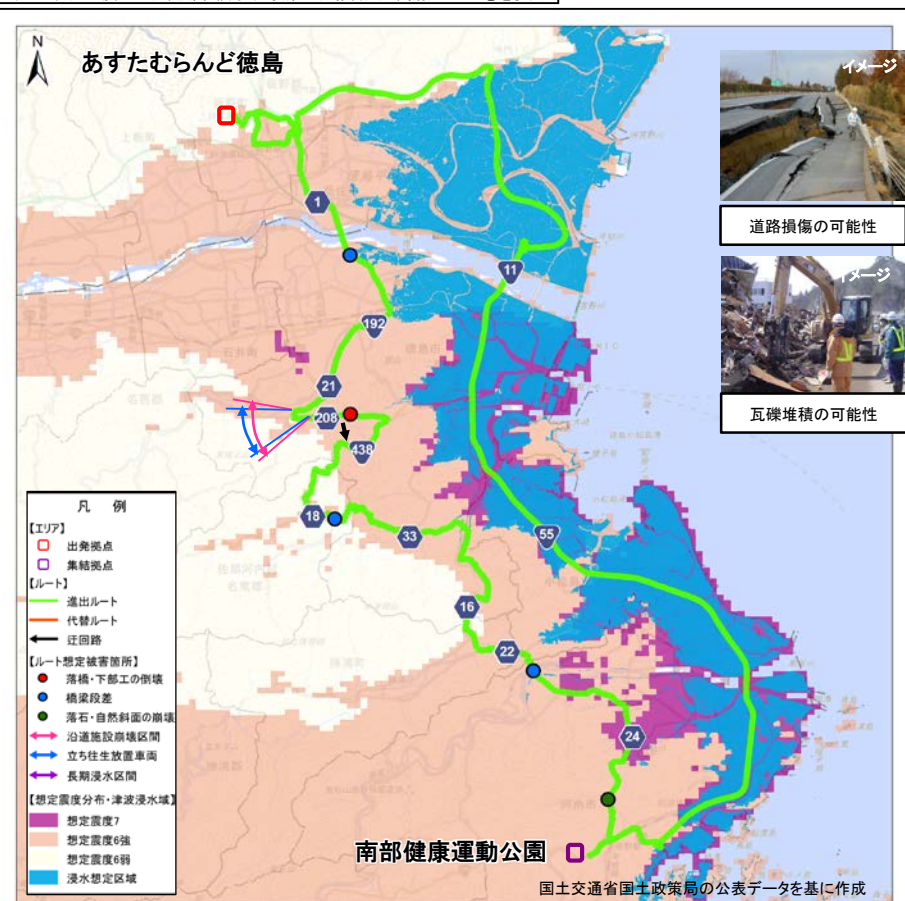 N
あすたむらんど徳島
イメージ
道路損傷の可能性
イメージ
瓦礫堆積の可能性
1
11
192
21
208
438
18
33
55
16
22
24
南部健康運動公園
国土交通省国土政策局の公表データを基に作成
凡 例
【エリア】
出発拠点
集結拠点
【ルート】
進出ルート
代替ルート
迂回路
【ルート想定被害箇所】
落橋・下部工の倒壊
橋梁段差
落石・自然斜面の崩壊
沿道施設崩壊区間
立ち往生放置車両
長期浸水区間
【想定震度分布・津波浸水域】
想定震度7
想定震度6強
想定震度6弱
浸水想定区域